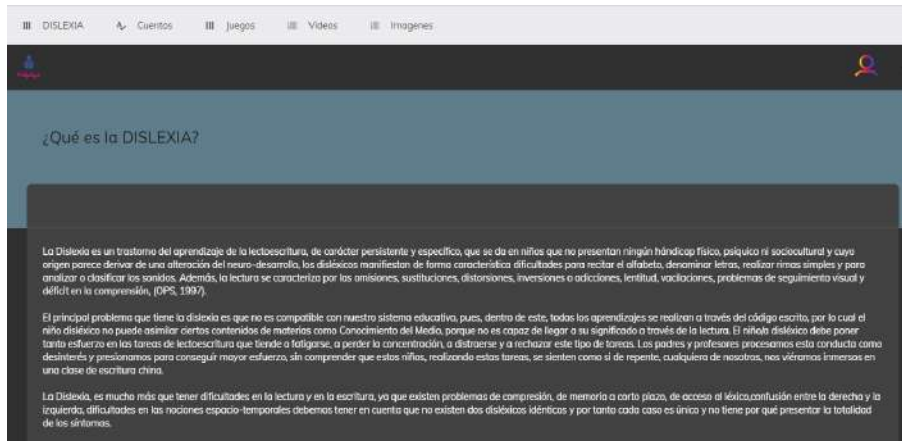 DISLEXIA Cuentos Juegos Videos Imagenes
¿Qué es la DISLEXIA?
La Dislexia es un trastorno del aprendizaje de la lectoescritura, de carácter persistente y específico, que se da en niños que no presentan ningún hándicap físico, psíquico ni sociocultural y cuyo
origen parece derivar de una alteración del neuro-desarrollo, los disléxicos manifiestan de forma característica dificultades para recitar el alfabeto, denominar letras, realizar rimas simples y para
analizar o clasificar los sonidos. Además, la lectura se caracteriza por las omisiones, sustituciones, distorsiones, inversiones o adicciones, lentitud, vacilaciones, problemas de seguimiento visual y
déficit en la comprensión, (OPS, 1997).
El principal problema que tiene la dislexia es que no es compatible con nuestro sistema educativo, pues, dentro de este, todos los aprendizajes se realizan a través del código escrito, por lo cual el
niño disléxico no puede asimilar ciertos contenidos de materias como Conocimiento del Medio, porque no es capaz de llegar a su significado a través de la lectura. El niño/a disléxico debe poner
tanto esfuerzo en las tareas de lectoescritura que tiende a fatigarse, a perder la concentración, a distraerse y a rechazar este tipo de tareas. Los padres y profesores procesamos esta conducta como
desinterés y presionamos para conseguir mayor esfuerzo, sin comprender que estos niños, realizando estas tareas, se sienten como si de repente, cualquiera de nosotros, nos viéramos inmersos en
una clase de escritura china.
La Dislexia, es mucho más que tener dificultades en la lectura y en la escritura, ya que existen problemas de compresión, de memoria a corto plazo, de acceso al léxico,confusión entre la derecha y la
izquierda, dificultades en las nociones espacio-temporales debemos tener en cuenta que no existen dos disléxicos idénticos y por tanto cada caso es único y no tiene por qué presentar la totalidad
de los síntomas.